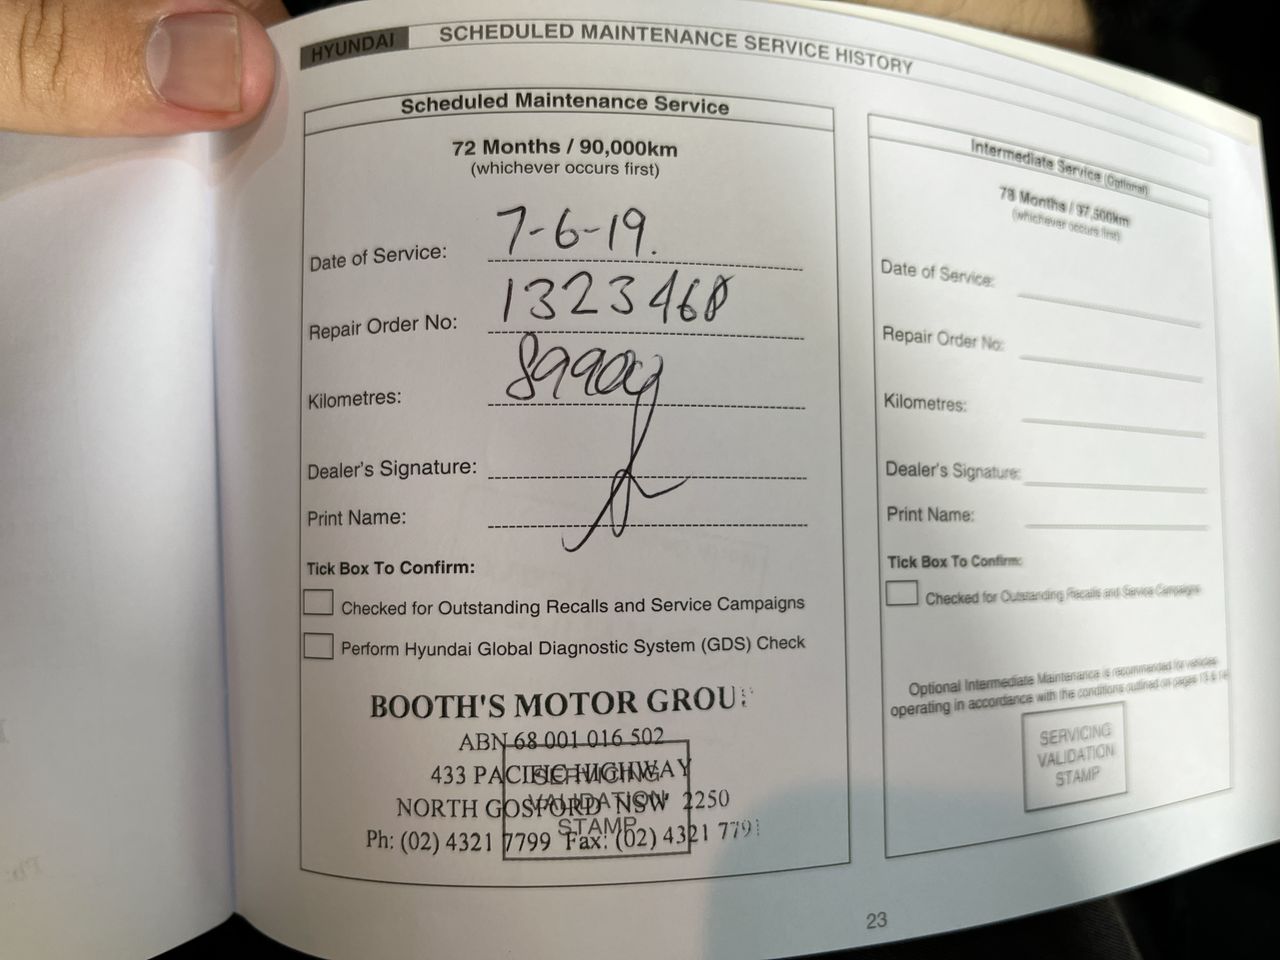 HYUNDAI
SCHEDULED MAINTENANCE SERVICE HISTORY
Scheduled Maintenance Service
72 Months / 90,000km
(whichever occurs first)
Date of Service: 7-6-19.
Repair Order No: 1323468
Kilometres:
Dealer's Signature:
Print Name:
Tick Box To Confirm:
Checked for Outstanding Recalls and Service Campaigns
Perform Hyundai Global Diagnostic System (GDS) Check
BOOTH'S MOTOR GROUP
ABN 68 001 016 502
433 PACIFIC HIGHWAY
NORTH GOSFORD NSW 2250
Ph: (02) 4321 7799 Fax: (02) 4321
SERVICING
VALIDATION
STAMP
Intermediate Service (Optional)
78 Months / 97,500km
(whichever occurs first)
Date of Service:
Repair Order No:
Kilometres:
Dealer's Signature:
Print Name:
Tick Box To Confirm:
Checked for Outstanding Recalls and Service Campaigns
Optional Intermediate Maintenance is recommended for vehicles
operating in accordance with the conditions outlined on pages
SERVICING
VALIDATION
STAMP
23